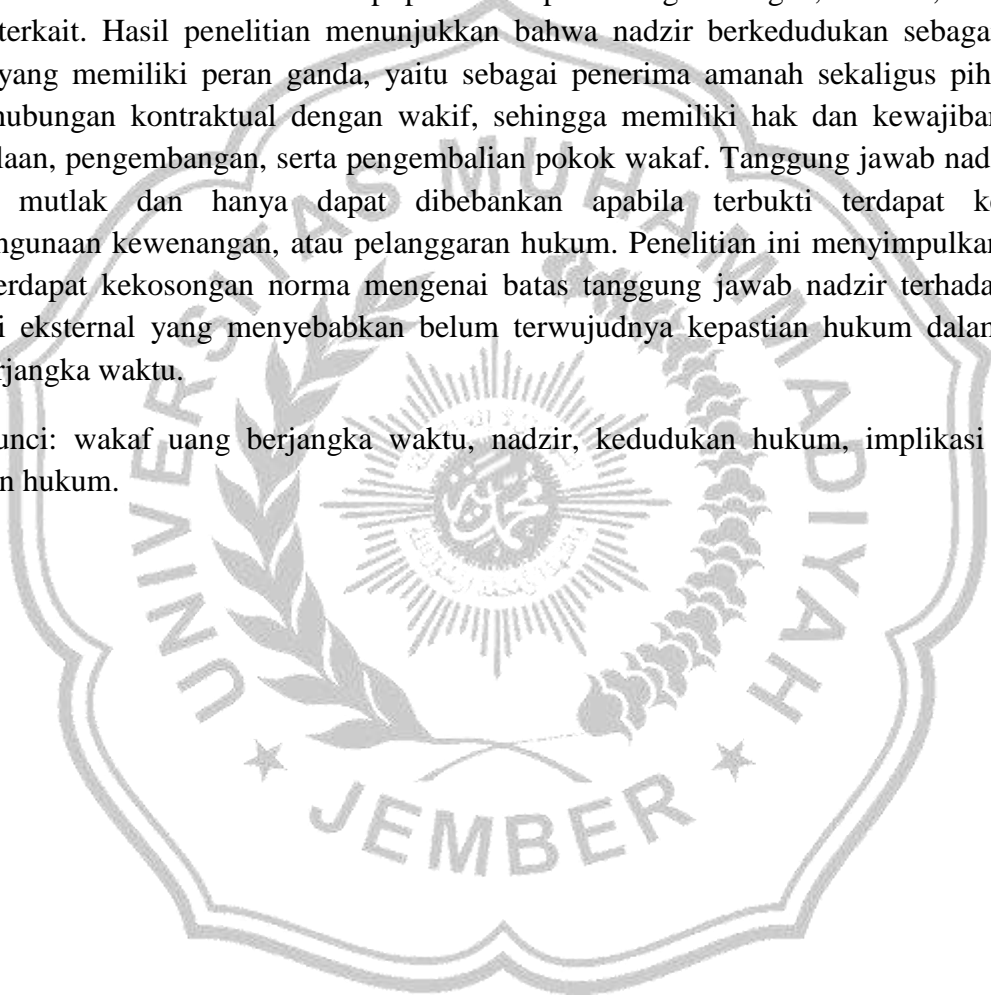 terkait. Hasil penelitian menunjukkan bahwa nadzir berkedudukan sebaga
yang memiliki peran ganda, yaitu sebagai penerima amanah sekaligus pih
hubungan kontraktual dengan wakif, sehingga memiliki hak dan kewajiban
laan, pengembangan, serta pengembalian pokok wakaf. Tanggung jawab nad
mutlak dan hanya dapat dibebankan apabila terbukti terdapat ke
ngunaan kewenangan, atau pelanggaran hukum. Penelitian ini menyimpulkan
erdapat kekosongan norma mengenai batas tanggung jawab nadzir terhada
i eksternal yang menyebabkan belum terwujudnya kepastian hukum dalam
rjangka waktu.
unci: wakaf uang berjangka waktu, nadzir, kedudukan hukum, implikasi
n hukum.
UNIVERSITAS MUHAMMADIYAH
JEMBER